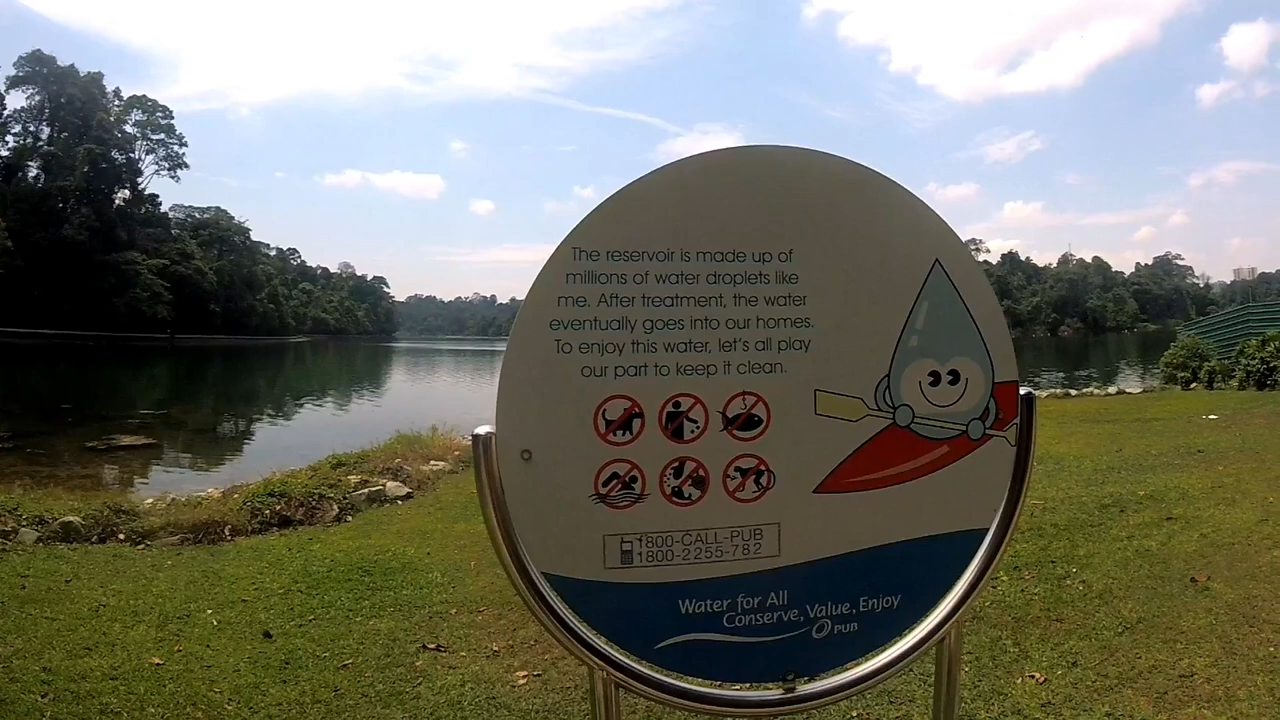 The reservoir is made up of
millions of water droplets like
me. After treatment, the water
eventually goes into our homes.
To enjoy this water, let's all play
our part to keep it clean.
1800-CALL-PUB
1800-2255-782
Water for All
Conserve, Value, Enjoy
PUB